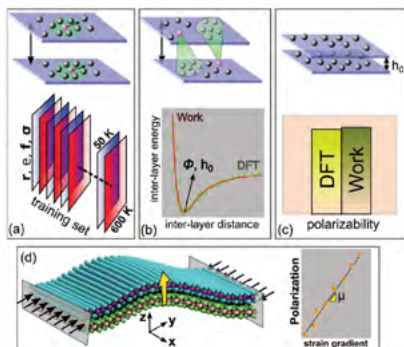 h₀
r, e, f, σ
50 K
600 K
training set
(a)
inter-layer energy
Work
Φ, h₀
DFT
(b)
inter-layer distance
DFT
Work
(c)
polarizability
(d)
z
y
x
Polarization
μ
strain gradient